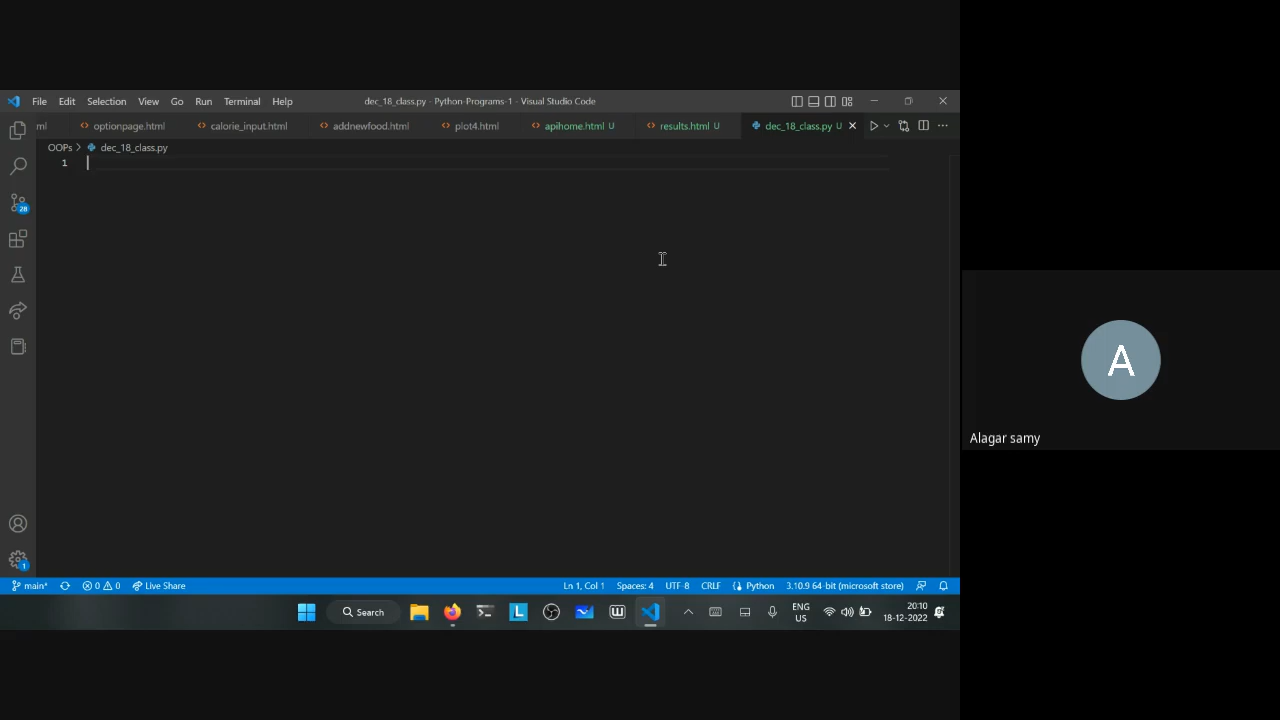 File Edit Selection View Go Run Terminal Help dec_18_class.py - Python-Programs-1 - Visual Studio Code
ml optionpage.html calorie_input.html addnewfood.html plot4.html apihome.html U results.html U dec_18_class.py U
OOPs > dec_18_class.py
1
28
A
Alagar samy
1
main* 0 0 Live Share Ln 1, Col 1 Spaces: 4 UTF-8 CRLF Python 3.10.9 64-bit (microsoft store)
Search L W ENG US 20:10 18-12-2022